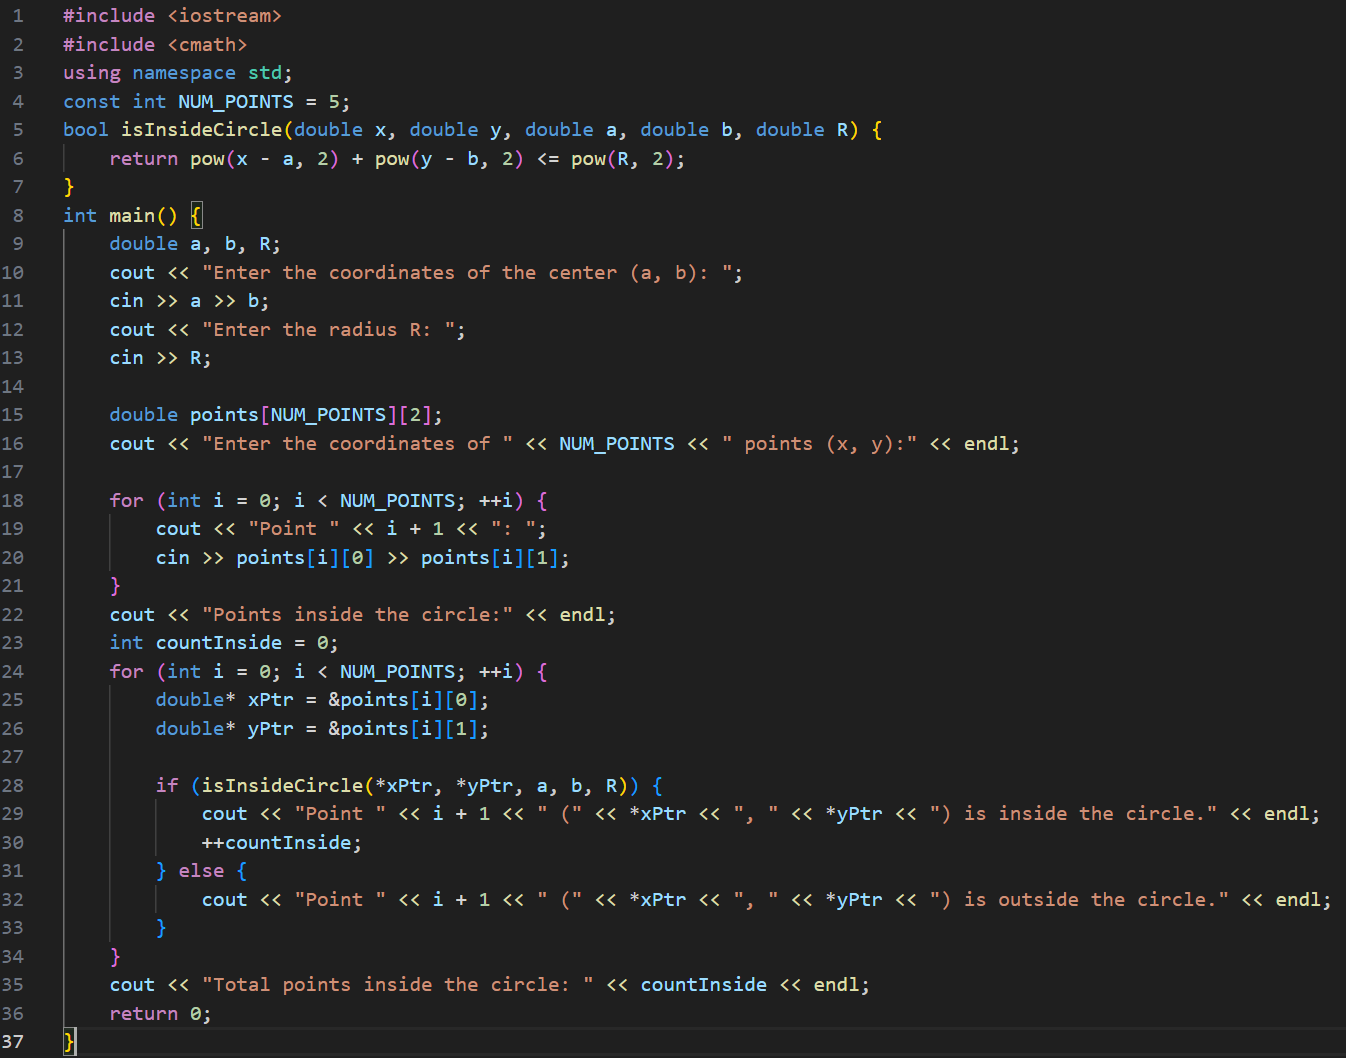 1 #include <iostream>
2 #include <cmath>
3 using namespace std;
4 const int NUM_POINTS = 5;
5 bool isInsideCircle(double x, double y, double a, double b, double R) {
6     return pow(x - a, 2) + pow(y - b, 2) <= pow(R, 2);
7 }
8 int main() {
9     double a, b, R;
10     cout << "Enter the coordinates of the center (a, b): ";
11     cin >> a >> b;
12     cout << "Enter the radius R: ";
13     cin >> R;
14
15     double points[NUM_POINTS][2];
16     cout << "Enter the coordinates of " << NUM_POINTS << " points (x, y):" << endl;
17
18     for (int i = 0; i < NUM_POINTS; ++i) {
19         cout << "Point " << i + 1 << ": ";
20         cin >> points[i][0] >> points[i][1];
21     }
22     cout << "Points inside the circle:" << endl;
23     int countInside = 0;
24     for (int i = 0; i < NUM_POINTS; ++i) {
25         double* xPtr = &points[i][0];
26         double* yPtr = &points[i][1];
27
28         if (isInsideCircle(*xPtr, *yPtr, a, b, R)) {
29             cout << "Point " << i + 1 << " (" << *xPtr << ", " << *yPtr << ") is inside the circle." << endl;
30             ++countInside;
31         } else {
32             cout << "Point " << i + 1 << " (" << *xPtr << ", " << *yPtr << ") is outside the circle." << endl;
33         }
34     }
35     cout << "Total points inside the circle: " << countInside << endl;
36     return 0;
37 }